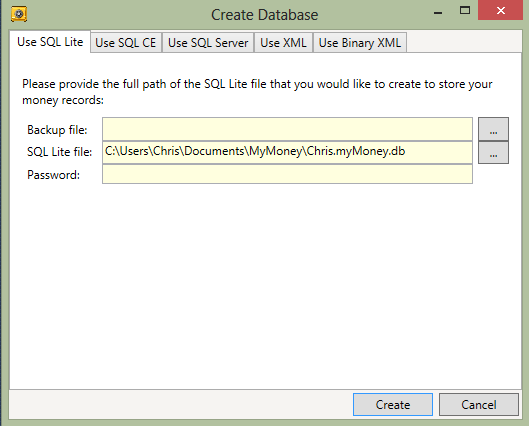 Create Database
Use SQL Lite Use SQL CE Use SQL Server Use XML Use Binary XML
Please provide the full path of the SQL Lite file that you would like to create to store your
money records:
Backup file: ...
SQL Lite file: C:\Users\Chris\Documents\MyMoney\Chris.myMoney.db ...
Password:
Create Cancel